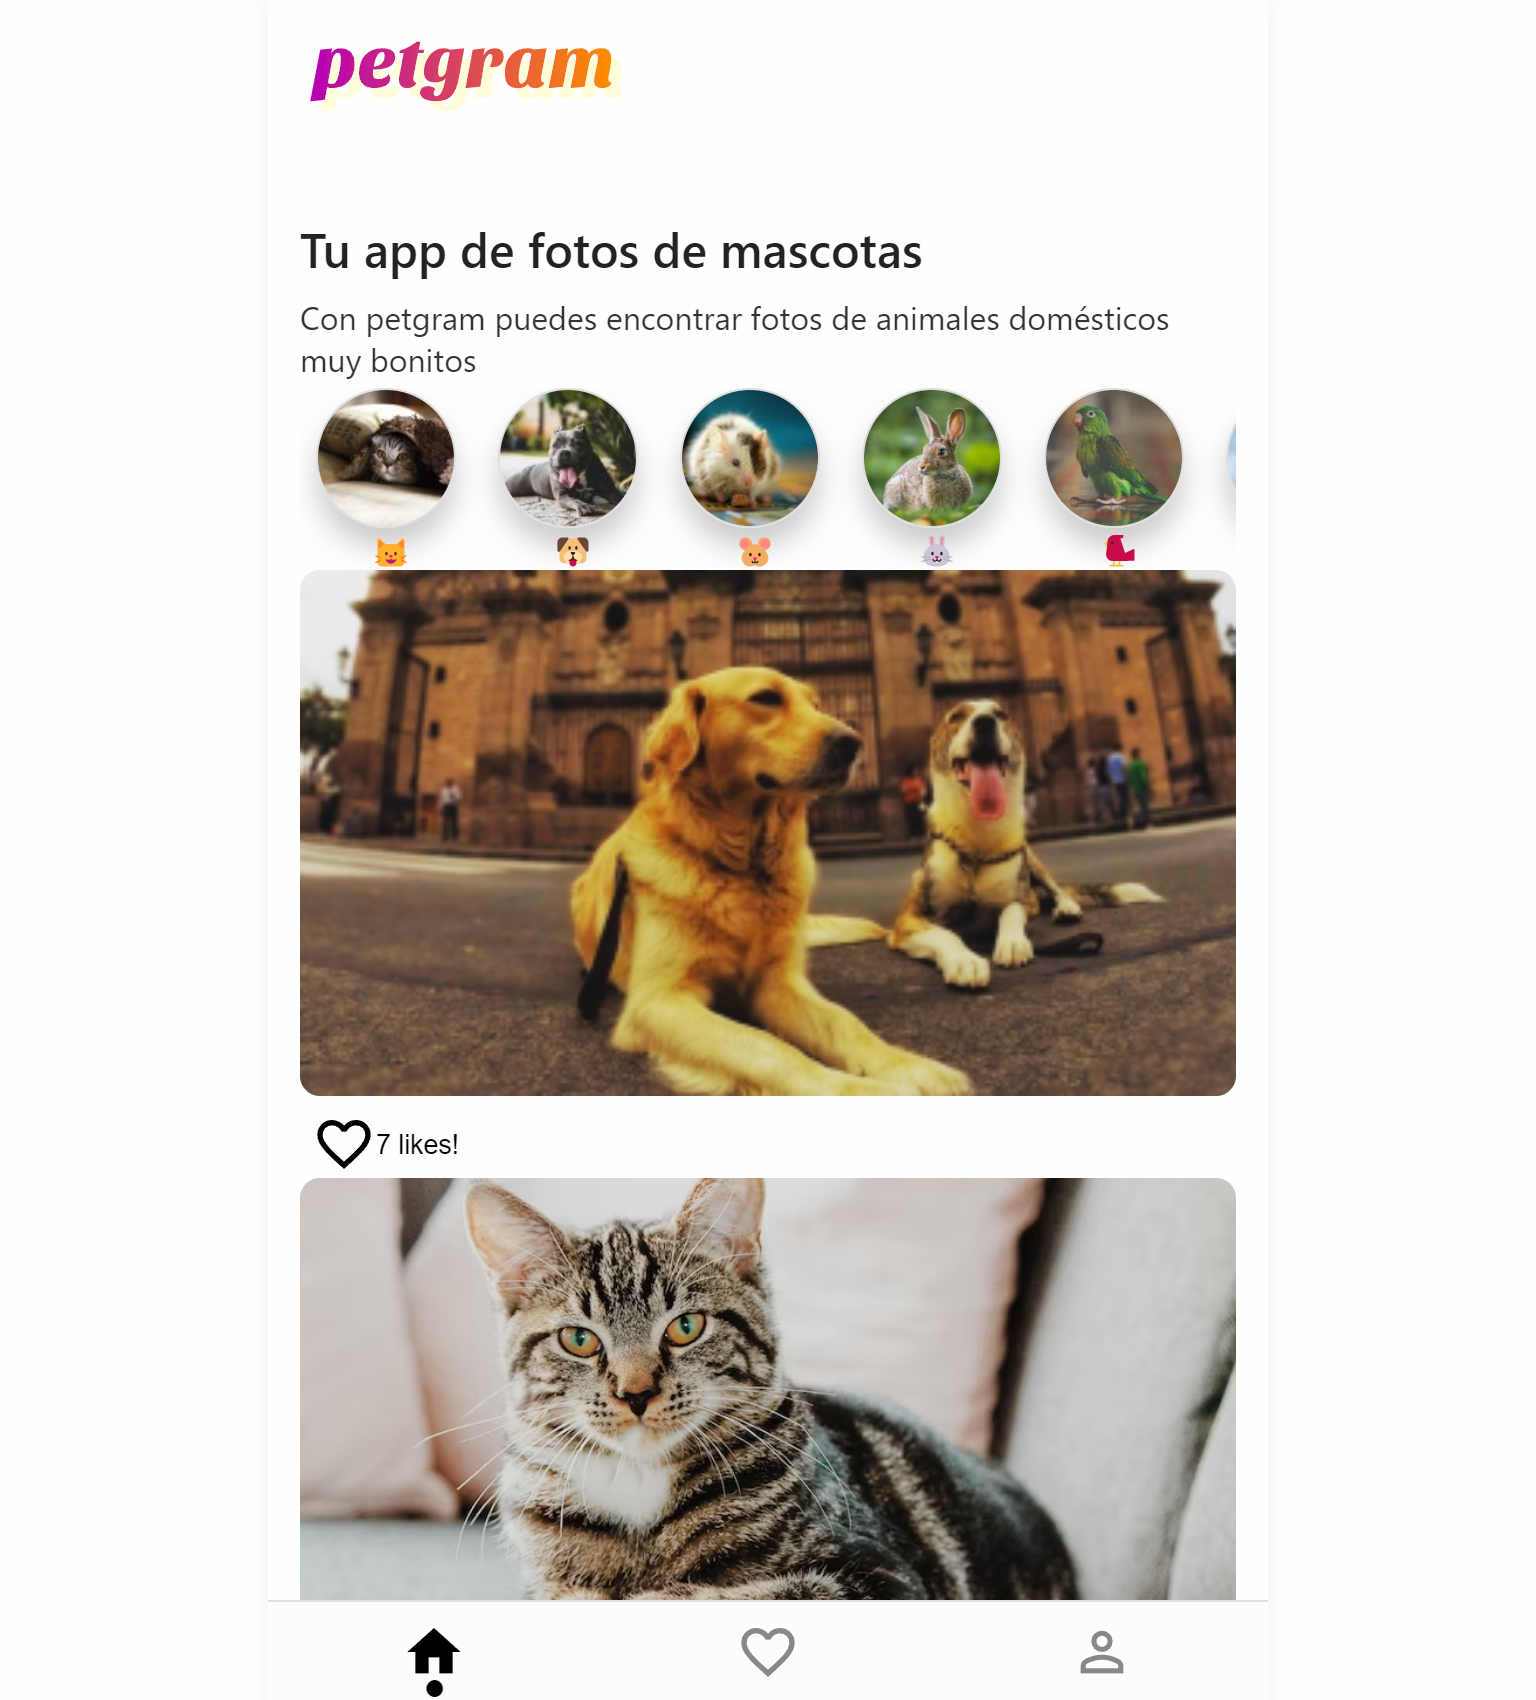 petgram
Tu app de fotos de mascotas
Con petgram puedes encontrar fotos de animales domésticos
muy bonitos
7 likes!